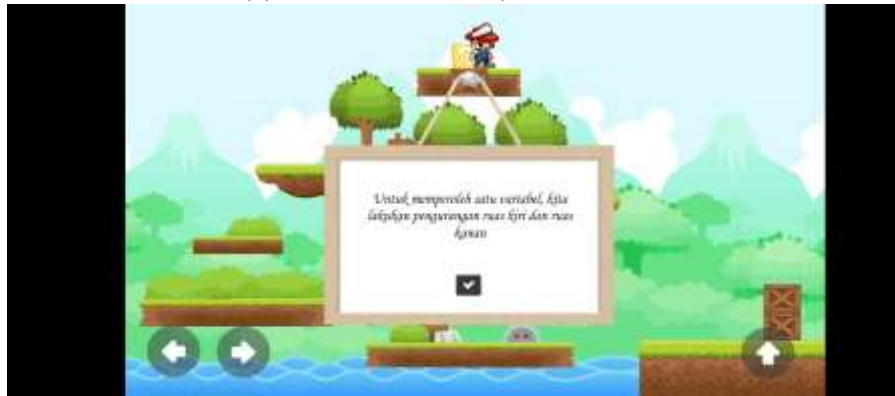 Untuk memperoleh satu variabel, kita
lakukan pengurangan ruas kiri dan ruas
kanan